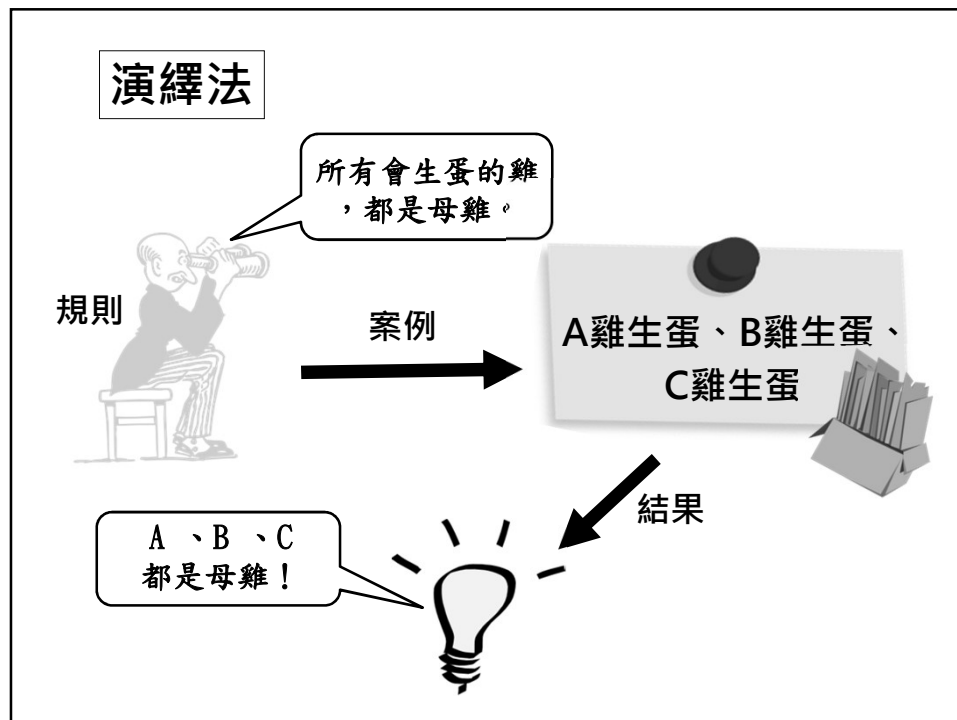 演繹法
所有會生蛋的雞
，都是母雞。
規則
案例
A雞生蛋、B雞生蛋、
C雞生蛋
結果
A 、B 、C
都是母雞！